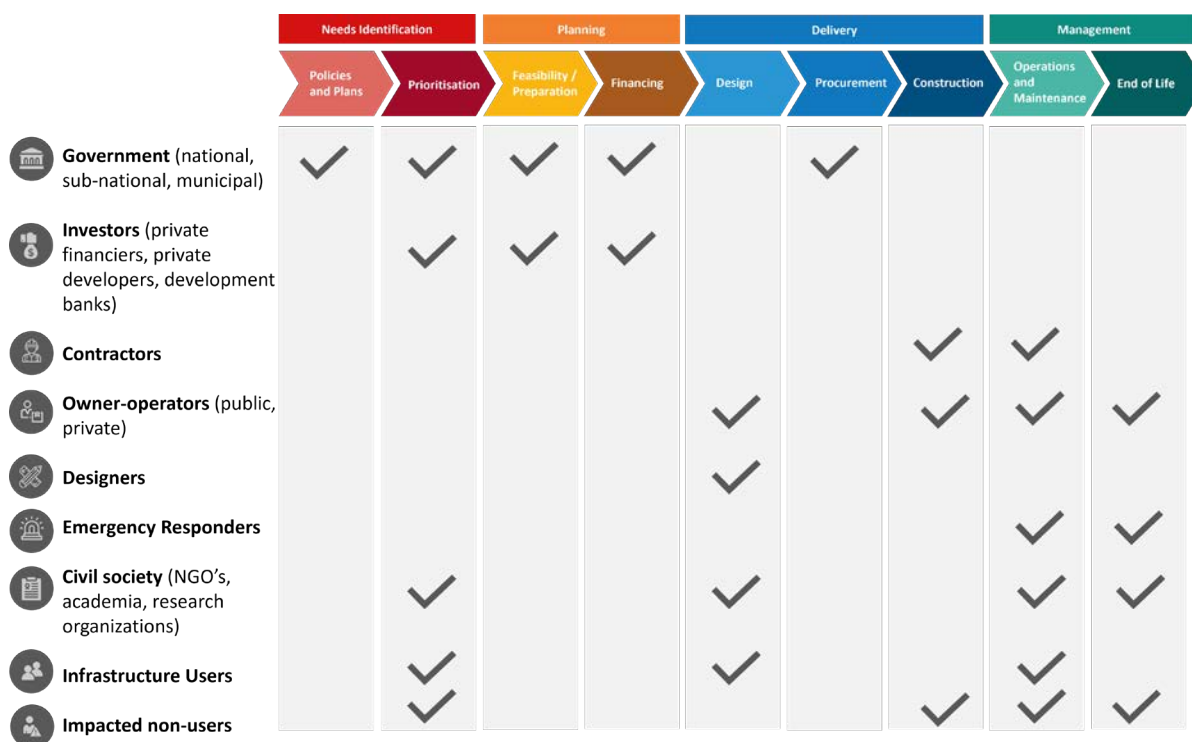 Needs Identification
Planning
Delivery
Management
Policies
and Plans
Prioritisation
Feasibility /
Preparation
Financing
Design
Procurement
Construction
Operations
and
Maintenance
End of Life
Government (national,
sub-national, municipal)
Investors (private
financiers, private
developers, development
banks)
Contractors
Owner-operators (public,
private)
Designers
Emergency Responders
Civil society (NGO's,
academia, research
organizations)
Infrastructure Users
Impacted non-users